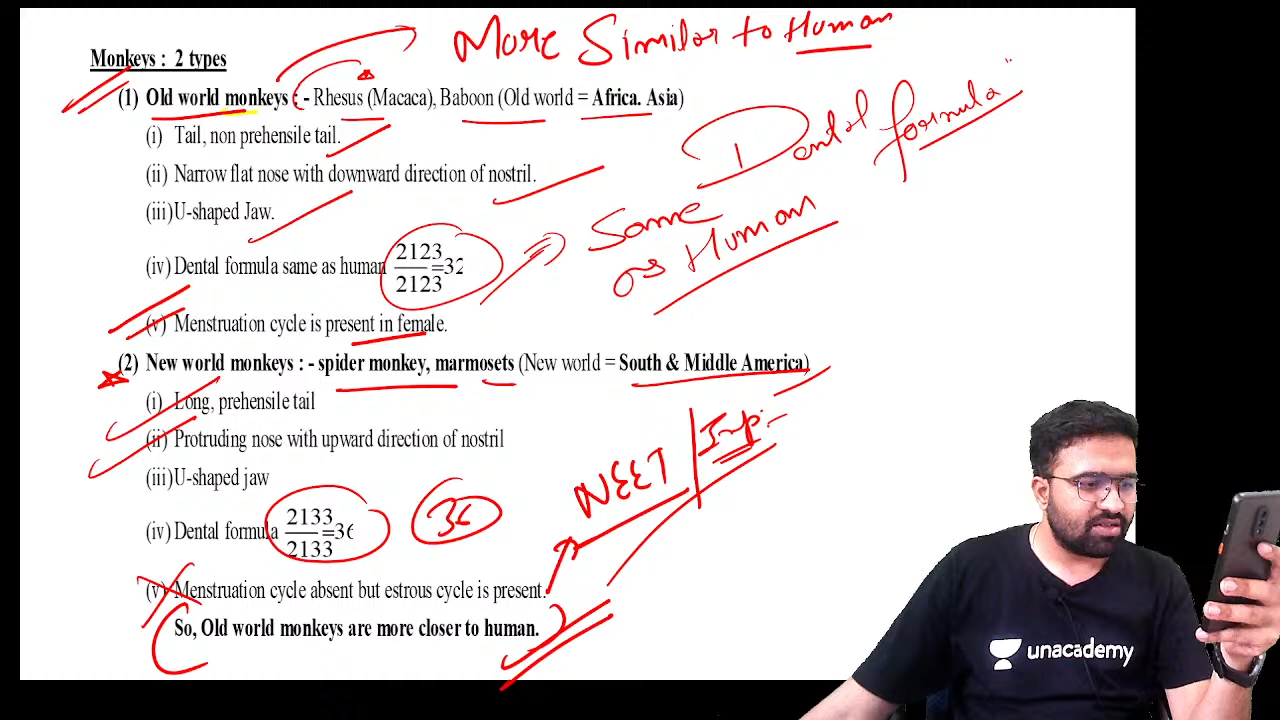 More Similar to Human
Monkeys : 2 types
(1) Old world monkeys : - Rhesus (Macaca), Baboon (Old world = Africa. Asia)
(i) Tail, non prehensile tail.
Dental formula
(ii) Narrow flat nose with downward direction of nostril.
(iii) U-shaped Jaw.
Same
as Human
(iv) Dental formula same as human 2123/2123 =32
(v) Menstruation cycle is present in female.
(2) New world monkeys : - spider monkey, marmosets (New world = South & Middle America)
(i) Long, prehensile tail
(ii) Protruding nose with upward direction of nostril
NEET / Imp :-
(iii) U-shaped jaw
(iv) Dental formula 2133/2133 =36 36
(v) Menstruation cycle absent but estrous cycle is present.
So, Old world monkeys are more closer to human.
unacademy